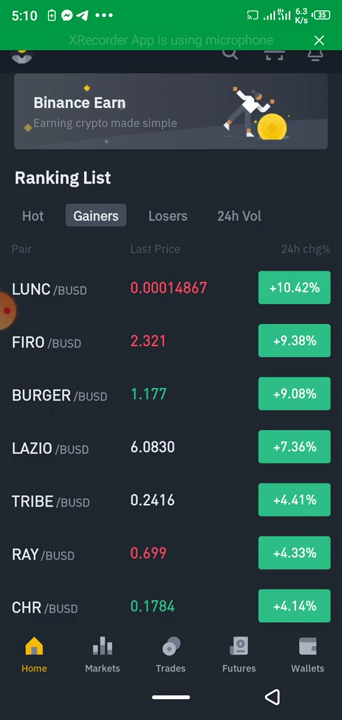 5:10 6.3 K/s 35
XRecorder App is using microphone
Binance Earn
Earning crypto made simple
Ranking List
Hot Gainers Losers 24h Vol
Pair Last Price 24h chg%
LUNC /BUSD 0.00014867 +10.42%
FIRO /BUSD 2.321 +9.38%
BURGER /BUSD 1.177 +9.08%
LAZIO /BUSD 6.0830 +7.36%
TRIBE /BUSD 0.2416 +4.41%
RAY /BUSD 0.699 +4.33%
CHR /BUSD 0.1784 +4.14%
Home Markets Trades Futures Wallets